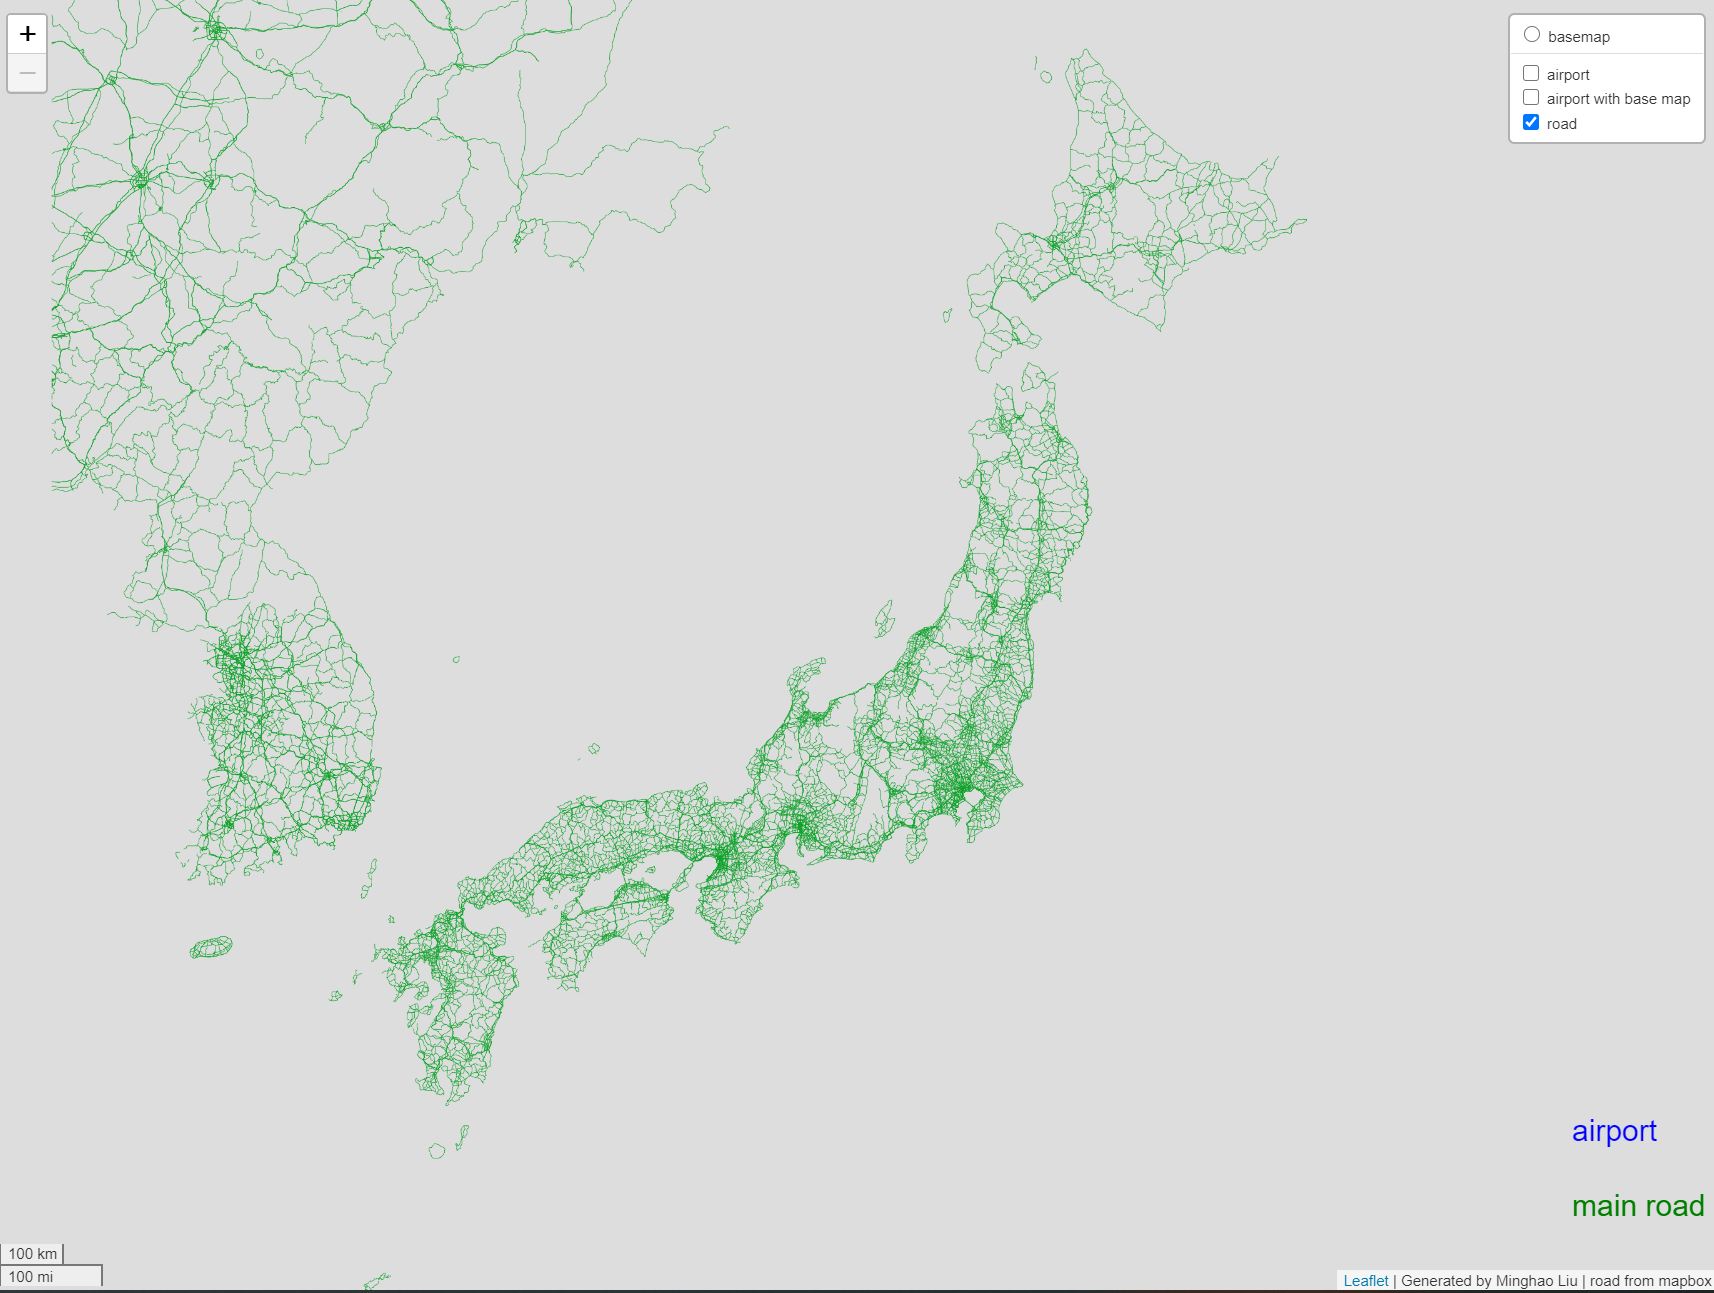 +
−
basemap
airport
airport with base map
road
airport
main road
100 km
100 mi
Leaflet | Generated by Minghao Liu | road from mapbox